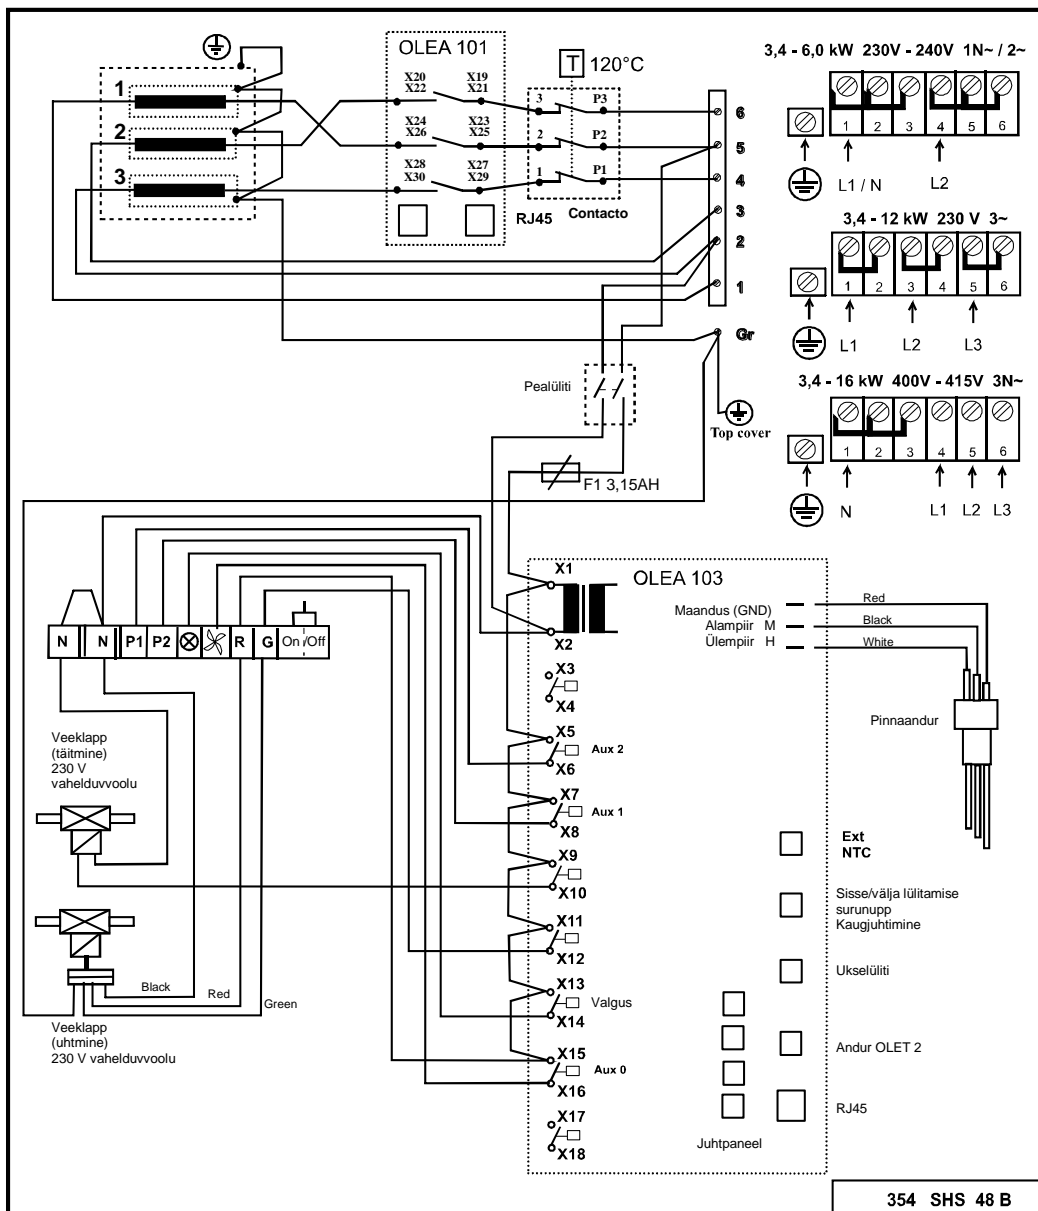 OLEA 101
T 120°C
3,4 - 6,0 kW 230V - 240V 1N~ / 2~
1
2
3
X20 X19
X22 X21
X24 X23
X26 X25
X28 X27
X30 X29
3 P3
2 P2
1 P1
RJ45
Contacto
6
5
4
3
2
1
Gr
1 2 3 4 5 6
L1 / N L2
3,4 - 12 kW 230 V 3~
1 2 3 4 5 6
L1 L2 L3
3,4 - 16 kW 400V - 415V 3N~
1 2 3 4 5 6
N L1 L2 L3
Pealüliti
Top cover
F1 3,15AH
N N P1 P2 R G On /Off
Veeklapp
(täitmine)
230 V
vahelduvvoolu
Black
Red
Green
Veeklapp
(uhtmine)
230 V vahelduvvoolu
OLEA 103
X1
X2
X3
X4
X5
Aux 2
X6
X7
Aux 1
X8
X9
X10
X11
X12
X13
Valgus
X14
X15
Aux 0
X16
X17
X18
Maandus (GND)
Alampiir M
Ülempiir H
Red
Black
White
Pinnaandur
Ext
NTC
Sisse/välja lülitamise
surunupp
Kaugjuhtimine
Ukselüliti
Andur OLET 2
RJ45
Juhtpaneel
354 SHS 48 B